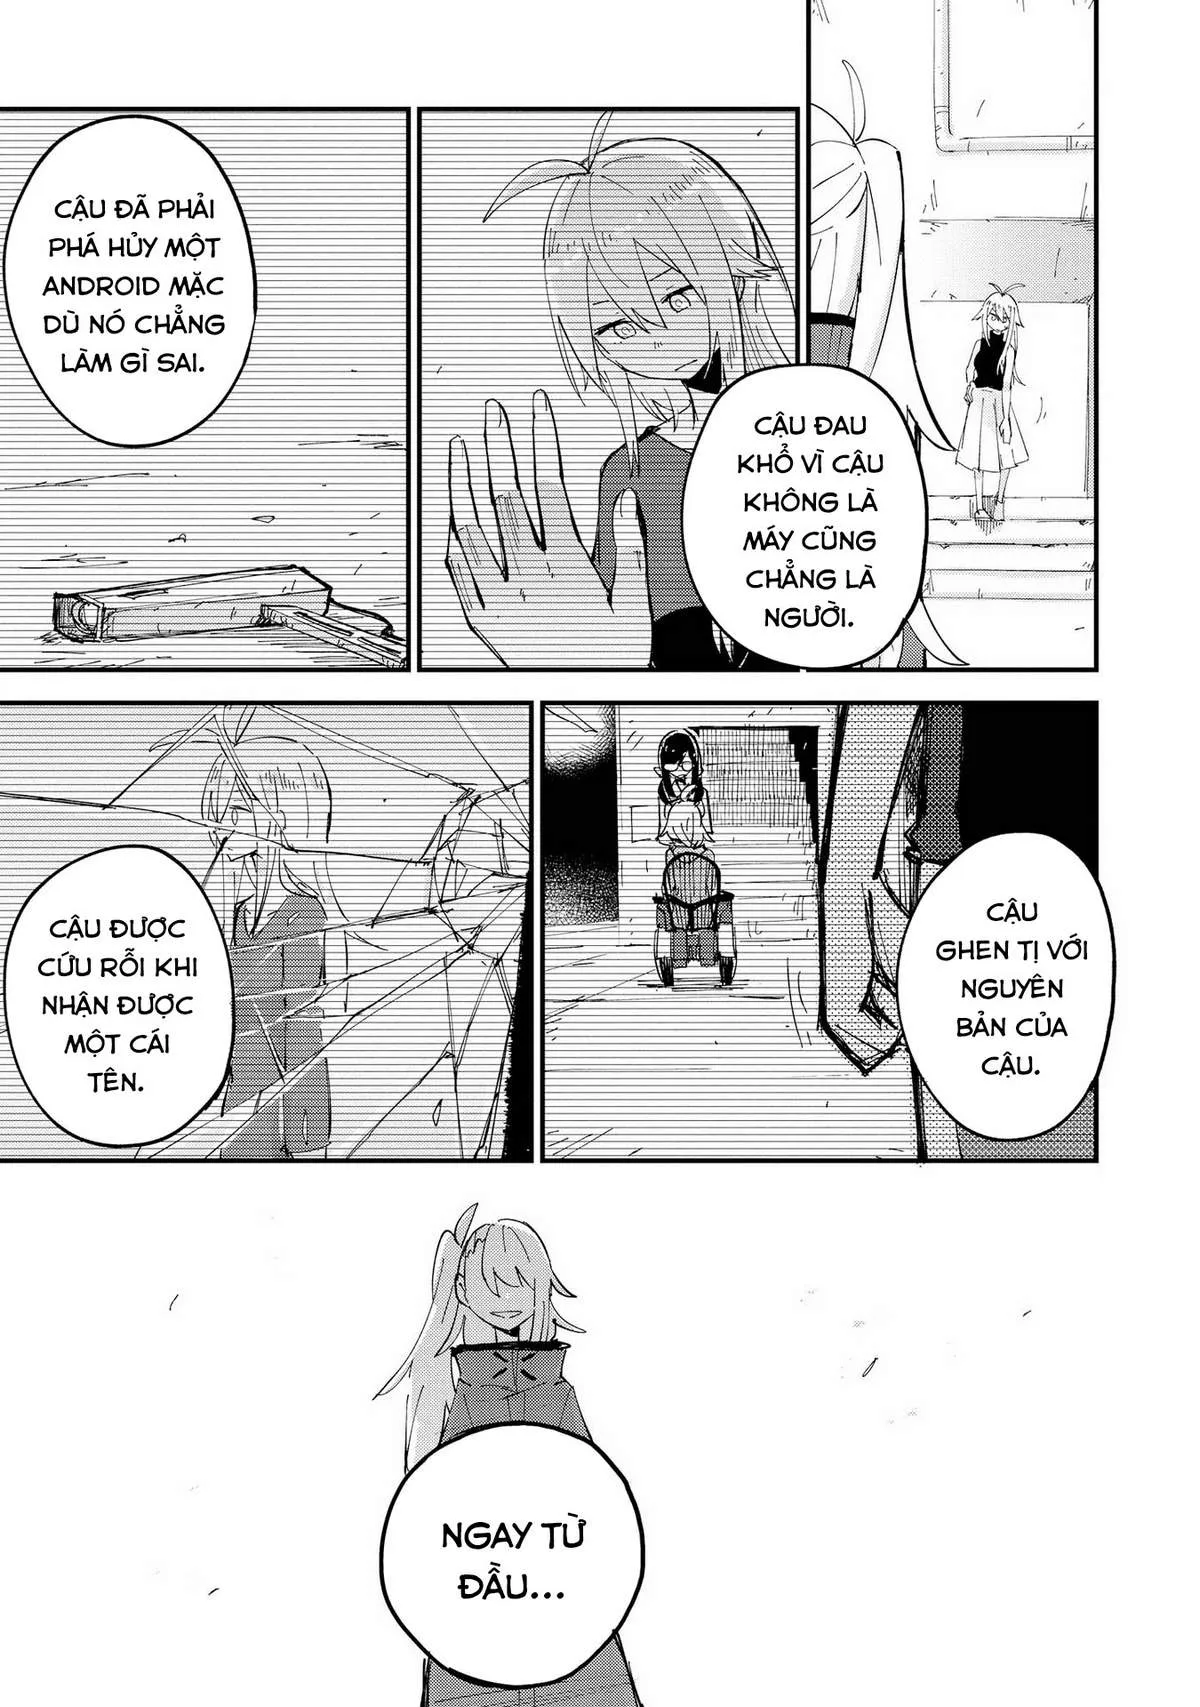 CẬU ĐAU
KHỔ VÌ CẬU
KHÔNG LÀ
MÁY CŨNG
CHẲNG LÀ
NGƯỜI.
CẬU ĐÃ PHẢI
PHÁ HỦY MỘT
ANDROID MẶC
DÙ NÓ CHẲNG
LÀM GÌ SAI.
CẬU
GHEN TỊ VỚI
NGUYÊN
BẢN CỦA
CẬU.
CẬU ĐƯỢC
CỨU RỖI KHI
NHẬN ĐƯỢC
MỘT CÁI
TÊN.
NGAY TỪ
ĐẦU...